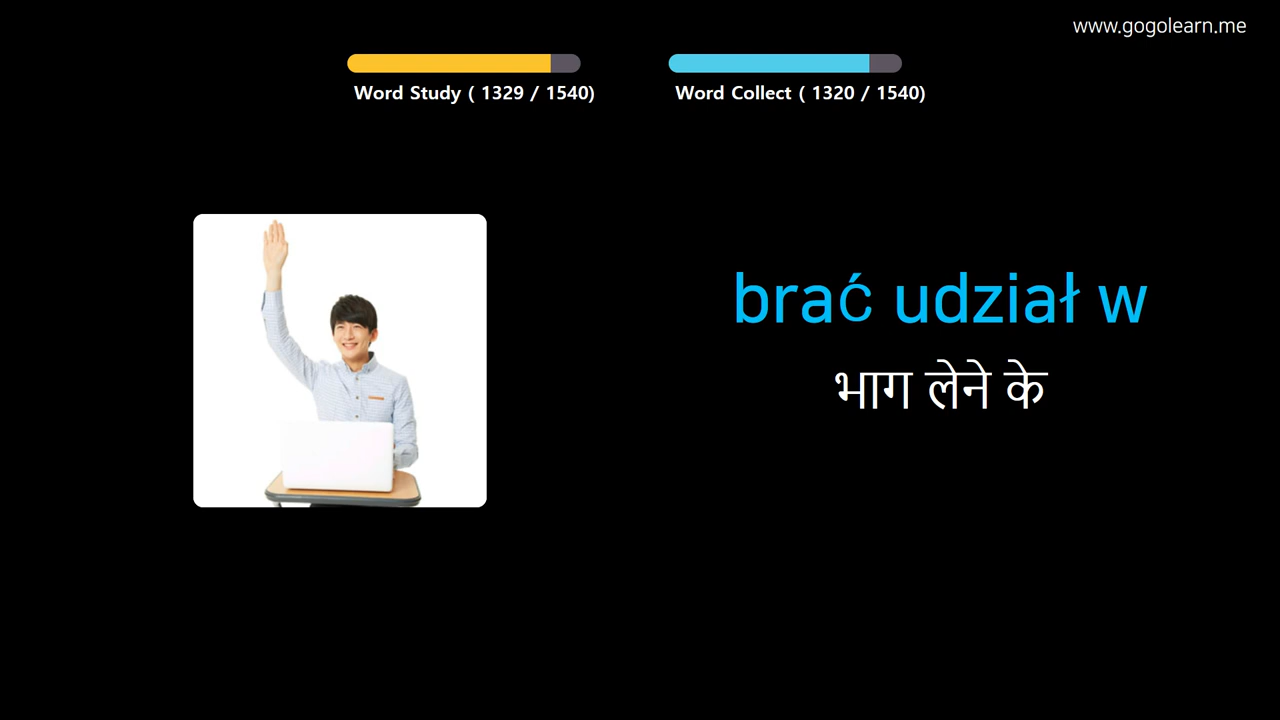 www.gogolearn.me
Word Study ( 1329 / 1540)
Word Collect ( 1320 / 1540)
brać udział w
भाग लेने के